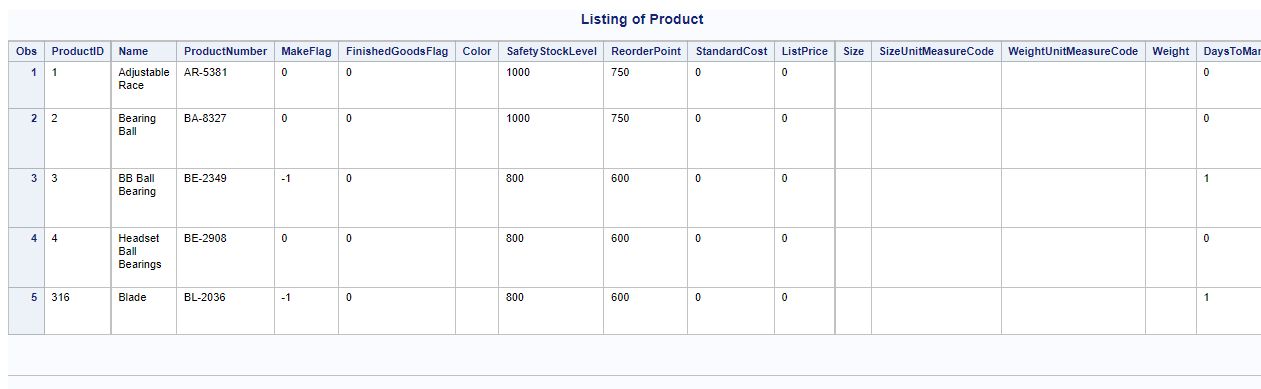 Listing of Product
Obs ProductID Name ProductNumber MakeFlag FinishedGoodsFlag Color SafetyStockLevel ReorderPoint StandardCost ListPrice Size SizeUnitMeasureCode WeightUnitMeasureCode Weight DaysToMar
1 1 Adjustable AR-5381 0 0 1000 750 0 0 0
Race
2 2 Bearing BA-8327 0 0 1000 750 0 0 0
Ball
3 3 BB Ball BE-2349 -1 0 800 600 0 0 1
Bearing
4 4 Headset BE-2908 0 0 800 600 0 0 0
Ball
Bearings
5 316 Blade BL-2036 -1 0 800 600 0 0 1